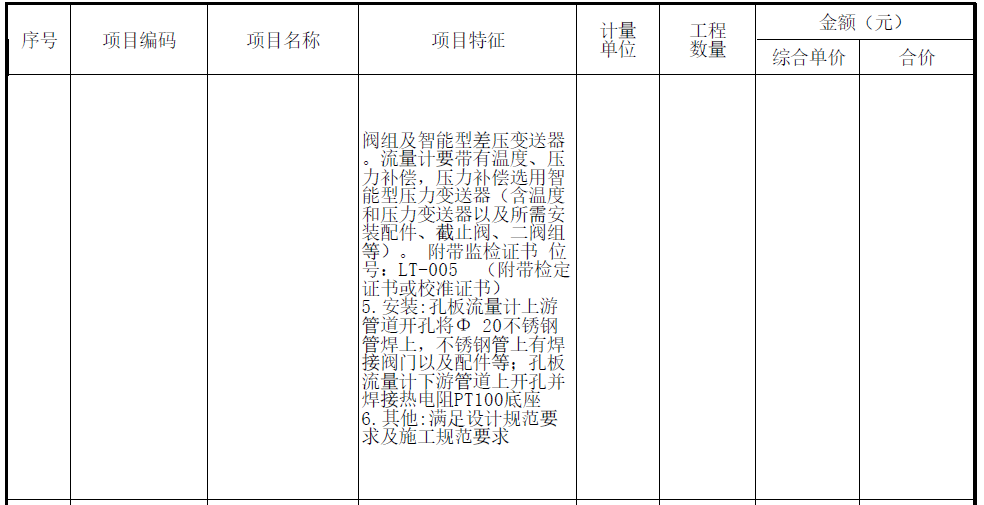 序号
项目编码
项目名称
项目特征
计量
单位
工程
数量
金额（元）
综合单价
合价
阀组及智能型差压变送器
。流量计要带有温度、压
力补偿，压力补偿选用智
能型压力变送器（含温度
和压力变送器以及所需安
装配件、截止阀、二阀组
等）。 附带监检证书 位
号：LT-005 （附带检定
证书或校准证书）
5.安装:孔板流量计上游
管道开孔将Φ 20不锈钢
管焊上，不锈钢管上有焊
接阀门以及配件等；孔板
流量计下游管道上开孔并
焊接热电阻PT100底座
6.其他:满足设计规范要
求及施工规范要求